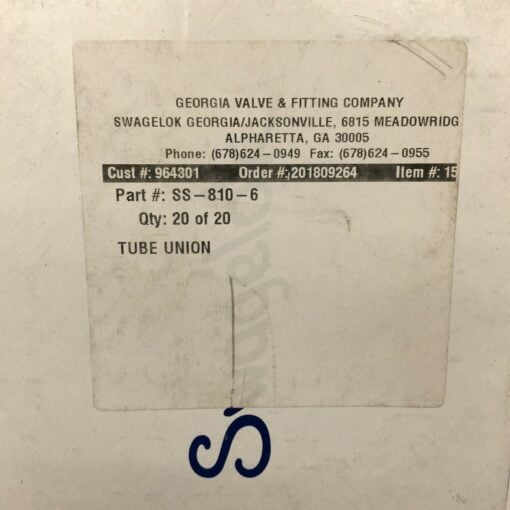 GEORGIA VALVE & FITTING COMPANY
SWAGELOK GEORGIA/JACKSONVILLE, 6815 MEADOWRIDG
ALPHARETTA, GA 30005
Phone: (678)624-0949 Fax: (678)624-0955
Cust #: 964301 Order #:201809264 Item #: 15
Part #: SS-810-6
Qty: 20 of 20
TUBE UNION